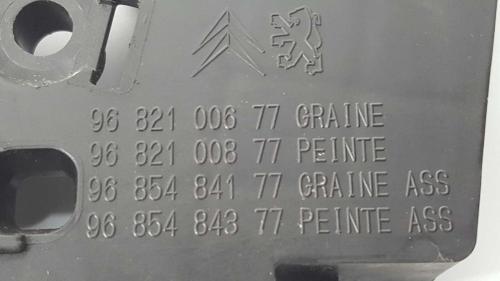 96 821 006 77 GRAINE
96 821 008 77 PEINTE
96 854 841 77 GRAINE ASS
96 854 843 77 PEINTE ASS